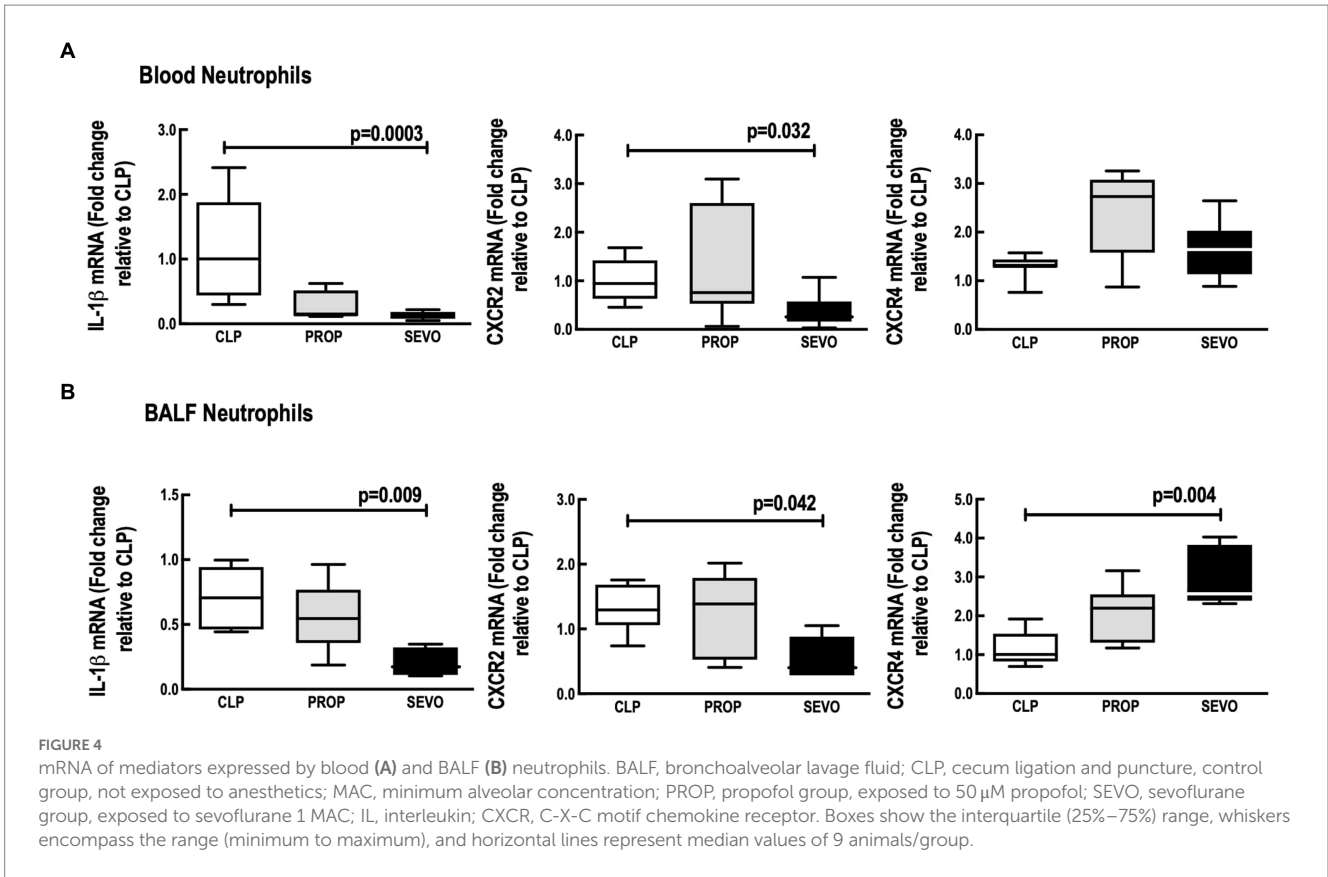 A
Blood Neutrophils
IL-1β mRNA (Fold change
relative to CLP)
3.0
2.0
1.0
0.0
p=0.0003
CLP PROP SEVO
CXCR2 mRNA (Fold change
relative to CLP)
4.0
3.0
2.0
1.0
0.0
p=0.032
CLP PROP SEVO
CXCR4 mRNA (Fold change
relative to CLP)
4.0
3.0
2.0
1.0
0.0
CLP PROP SEVO
B
BALF Neutrophils
IL-1β mRNA (Fold change
relative to CLP)
1.5
1.0
0.5
0.0
p=0.009
CLP PROP SEVO
CXCR2 mRNA (Fold change
relative to CLP)
3.0
2.0
1.0
0.0
p=0.042
CLP PROP SEVO
CXCR4 mRNA (Fold change
relative to CLP)
5.0
4.0
3.0
2.0
1.0
0.0
p=0.004
CLP PROP SEVO
FIGURE 4
mRNA of mediators expressed by blood (A) and BALF (B) neutrophils. BALF, bronchoalveolar lavage fluid; CLP, cecum ligation and puncture, control
group, not exposed to anesthetics; MAC, minimum alveolar concentration; PROP, propofol group, exposed to 50 μM propofol; SEVO, sevoflurane
group, exposed to sevoflurane 1 MAC; IL, interleukin; CXCR, C-X-C motif chemokine receptor. Boxes show the interquartile (25%–75%) range, whiskers
encompass the range (minimum to maximum), and horizontal lines represent median values of 9 animals/group.